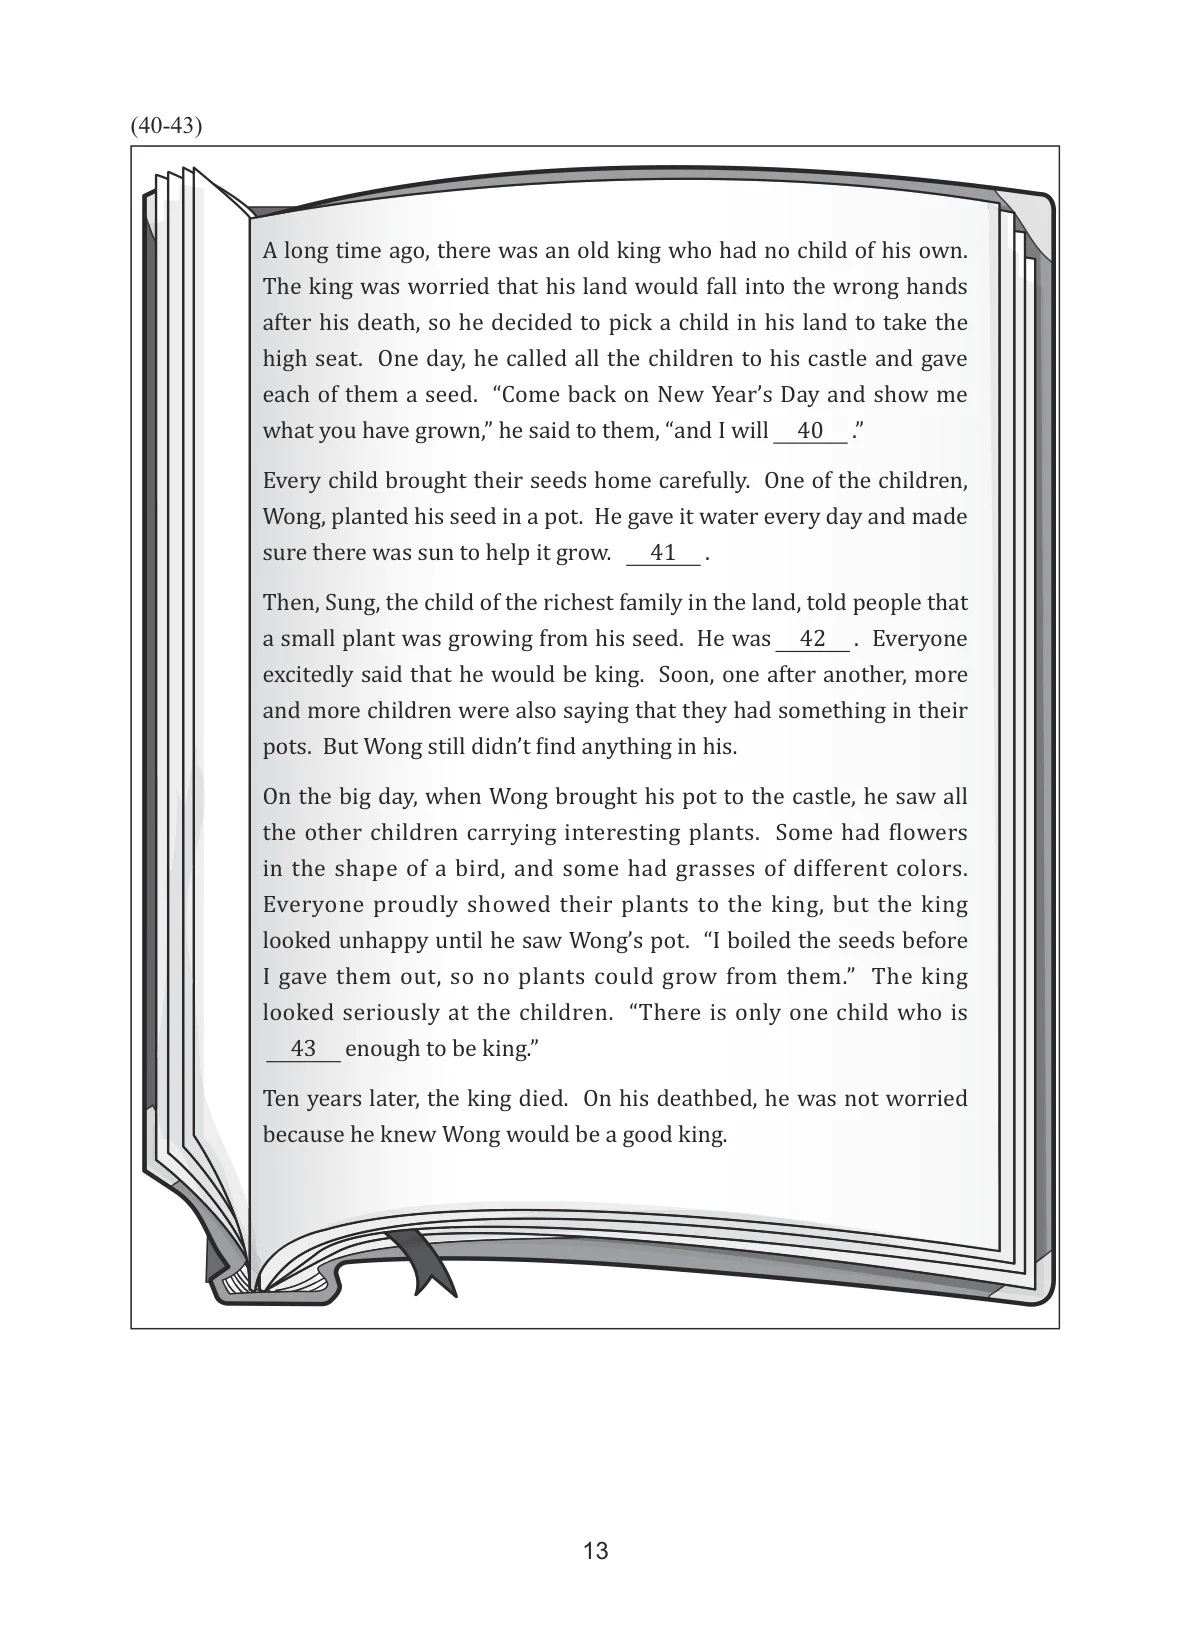 (40-43)
A long time ago, there was an old king who had no child of his own.
The king was worried that his land would fall into the wrong hands
after his death, so he decided to pick a child in his land to take the
high seat.  One day, he called all the children to his castle and gave
each of them a seed.  “Come back on New Year’s Day and show me
what you have grown,” he said to them, “and I will 40 .”
Every child brought their seeds home carefully.  One of the children,
Wong, planted his seed in a pot.  He gave it water every day and made
sure there was sun to help it grow.  41 .
Then, Sung, the child of the richest family in the land, told people that
a small plant was growing from his seed.  He was 42 .  Everyone
excitedly said that he would be king.  Soon, one after another, more
and more children were also saying that they had something in their
pots.  But Wong still didn’t find anything in his.
On the big day, when Wong brought his pot to the castle, he saw all
the other children carrying interesting plants.  Some had flowers
in the shape of a bird, and some had grasses of different colors.
Everyone proudly showed their plants to the king, but the king
looked unhappy until he saw Wong’s pot.  “I boiled the seeds before
I gave them out, so no plants could grow from them.”  The king
looked seriously at the children.  “There is only one child who is
43 enough to be king.”
Ten years later, the king died.  On his deathbed, he was not worried
because he knew Wong would be a good king.
13